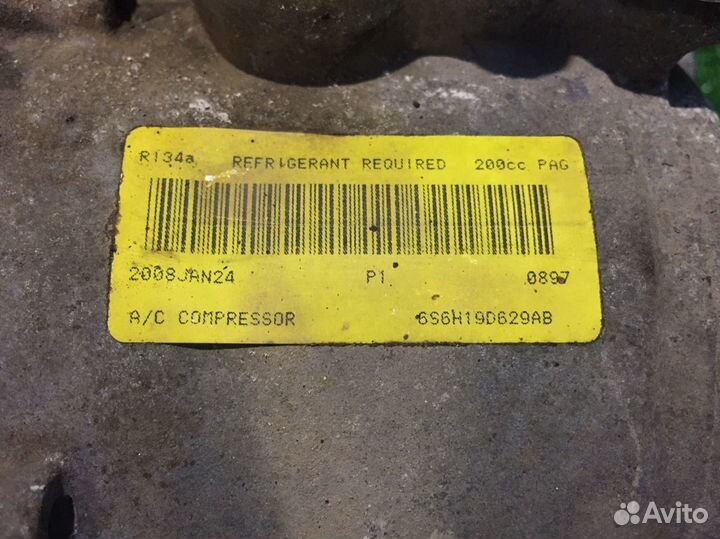 R134a REFRIGERANT REQUIRED 200cc PAG
2008JAN24 P1 0897
A/C COMPRESSOR 6S6H19D629AB
Avito